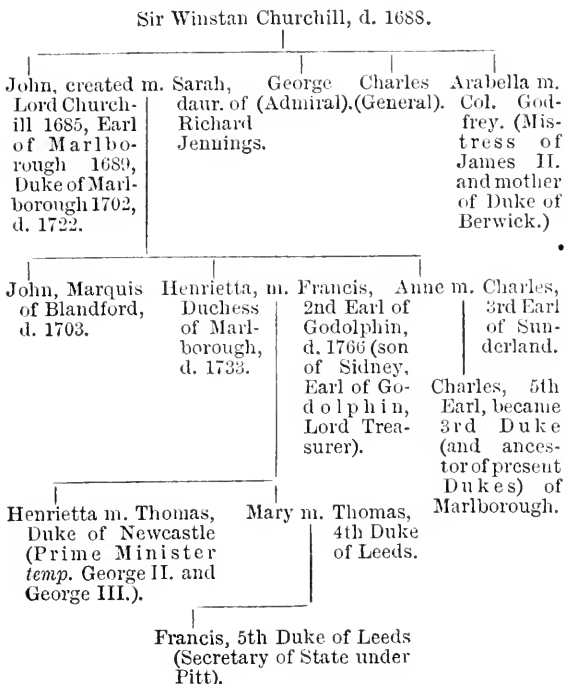 Sir Winstan Churchill, d. 1688.
John, created m. Sarah,
Lord Church- daur. of
ill 1685, Earl Richard
of Marlbo- Jennings.
rough 1689,
Duke of Marl-
borough 1702,
d. 1722.
George
(Admiral).
Charles
(General).
Arabella m.
Col. God-
frey. (Mis-
tress of
James II.
and mother
of Duke of
Berwick.)
John, Marquis
of Blandford,
d. 1703.
Henrietta, m. Francis,
Duchess 2nd Earl of
of Marl- Godolphin,
borough, d. 1766 (son
d. 1733. of Sidney,
Earl of Go-
dolphin,
Lord Trea-
surer).
Anne m. Charles,
3rd Earl
of Sun-
derland.
Charles, 5th
Earl, became
3rd Duke
(and ances-
tor of present
Dukes) of
Marlborough.
Henrietta m. Thomas,
Duke of Newcastle
(Prime Minister
temp. George II. and
George III.).
Mary m. Thomas,
4th Duke
of Leeds.
Francis, 5th Duke of Leeds
(Secretary of State under
Pitt).